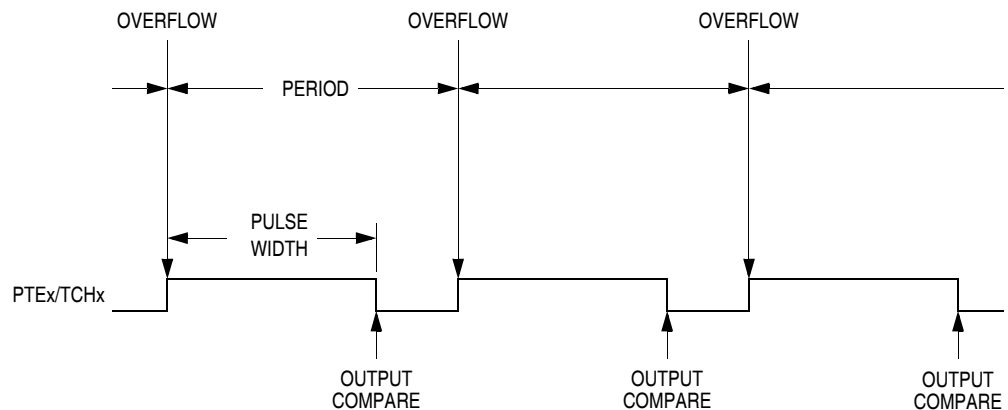 OVERFLOW
OVERFLOW
OVERFLOW
PERIOD
PULSE
WIDTH
PTEx/TCHx
OUTPUT
COMPARE
OUTPUT
COMPARE
OUTPUT
COMPARE